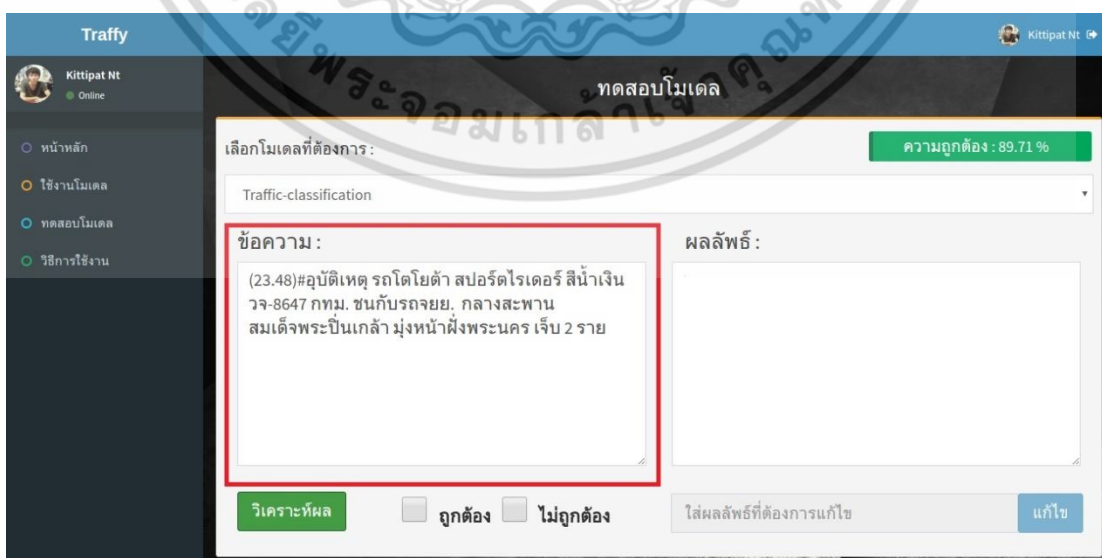 Traffy
Kittipat Nt
Kittipat Nt
Online
ทดสอบโมเดล
หน้าหลัก
ใช้งานโมเดล
ทดสอบโมเดล
วิธีการใช้งาน
เลือกโมเดลที่ต้องการ :
ความถูกต้อง : 89.71 %
Traffic-classification
ข้อความ :
(23.48)#อุบัติเหตุ รถโตโยต้า สปอร์ตไรเดอร์ สีน้ำเงิน
วจ-8647 กทม. ชนกับรถจยย. กลางสะพาน
สมเด็จพระปิ่นเกล้า มุ่งหน้าฝั่งพระนคร เจ็บ 2 ราย
ผลลัพธ์ :
วิเคราะห์ผล
ถูกต้อง
ไม่ถูกต้อง
ใส่ผลลัพธ์ที่ต้องการแก้ไข
แก้ไข